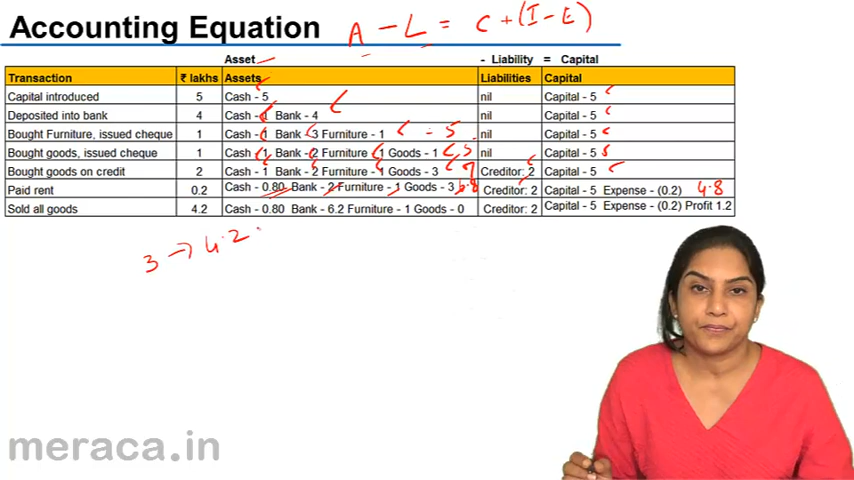 Accounting Equation A - L = C + (I - E)
Asset - Liability = Capital
Transaction ₹ lakhs Assets Liabilities Capital
Capital introduced 5 Cash - 5 nil Capital - 5
Deposited into bank 4 Cash - 1 Bank - 4 nil Capital - 5
Bought Furniture, issued cheque 1 Cash - 1 Bank - 3 Furniture - 1 = 5 nil Capital - 5
Bought goods, issued cheque 1 Cash - 1 Bank - 2 Furniture - 1 Goods - 1 5 nil Capital - 5
Bought goods on credit 2 Cash - 1 Bank - 2 Furniture - 1 Goods - 3 7 Creditor: 2 Capital - 5
Paid rent 0.2 Cash - 0.80 Bank - 2 Furniture - 1 Goods - 3 6.8 Creditor: 2 Capital - 5 Expense - (0.2) 4.8
Sold all goods 4.2 Cash - 0.80 Bank - 6.2 Furniture - 1 Goods - 0 Creditor: 2 Capital - 5 Expense - (0.2) Profit 1.2
3 → 4.2
meraca.in